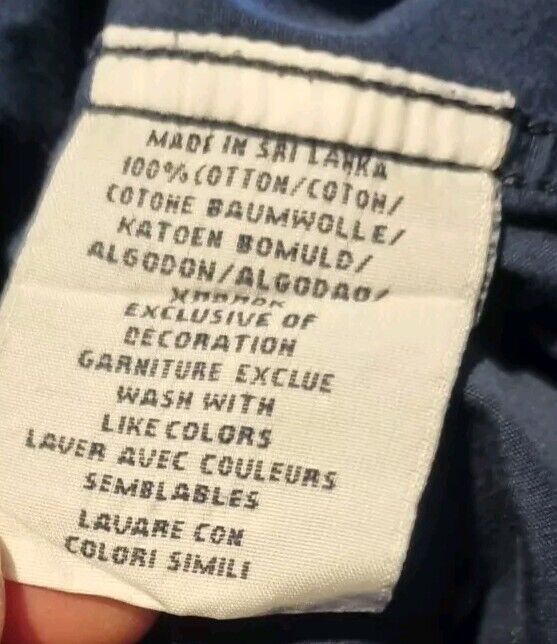 MADE IN SRI LANKA
100% COTTON/COTON/
COTONE BAUMWOLLE/
KATOEN BOMULD/
ALGODON/ALGODAO/
EXCLUSIVE OF
DECORATION
GARNITURE EXCLUE
WASH WITH
LIKE COLORS
LAVER AVEC COULEURS
SEMBLABLES
LAVARE CON
COLORI SIMILI